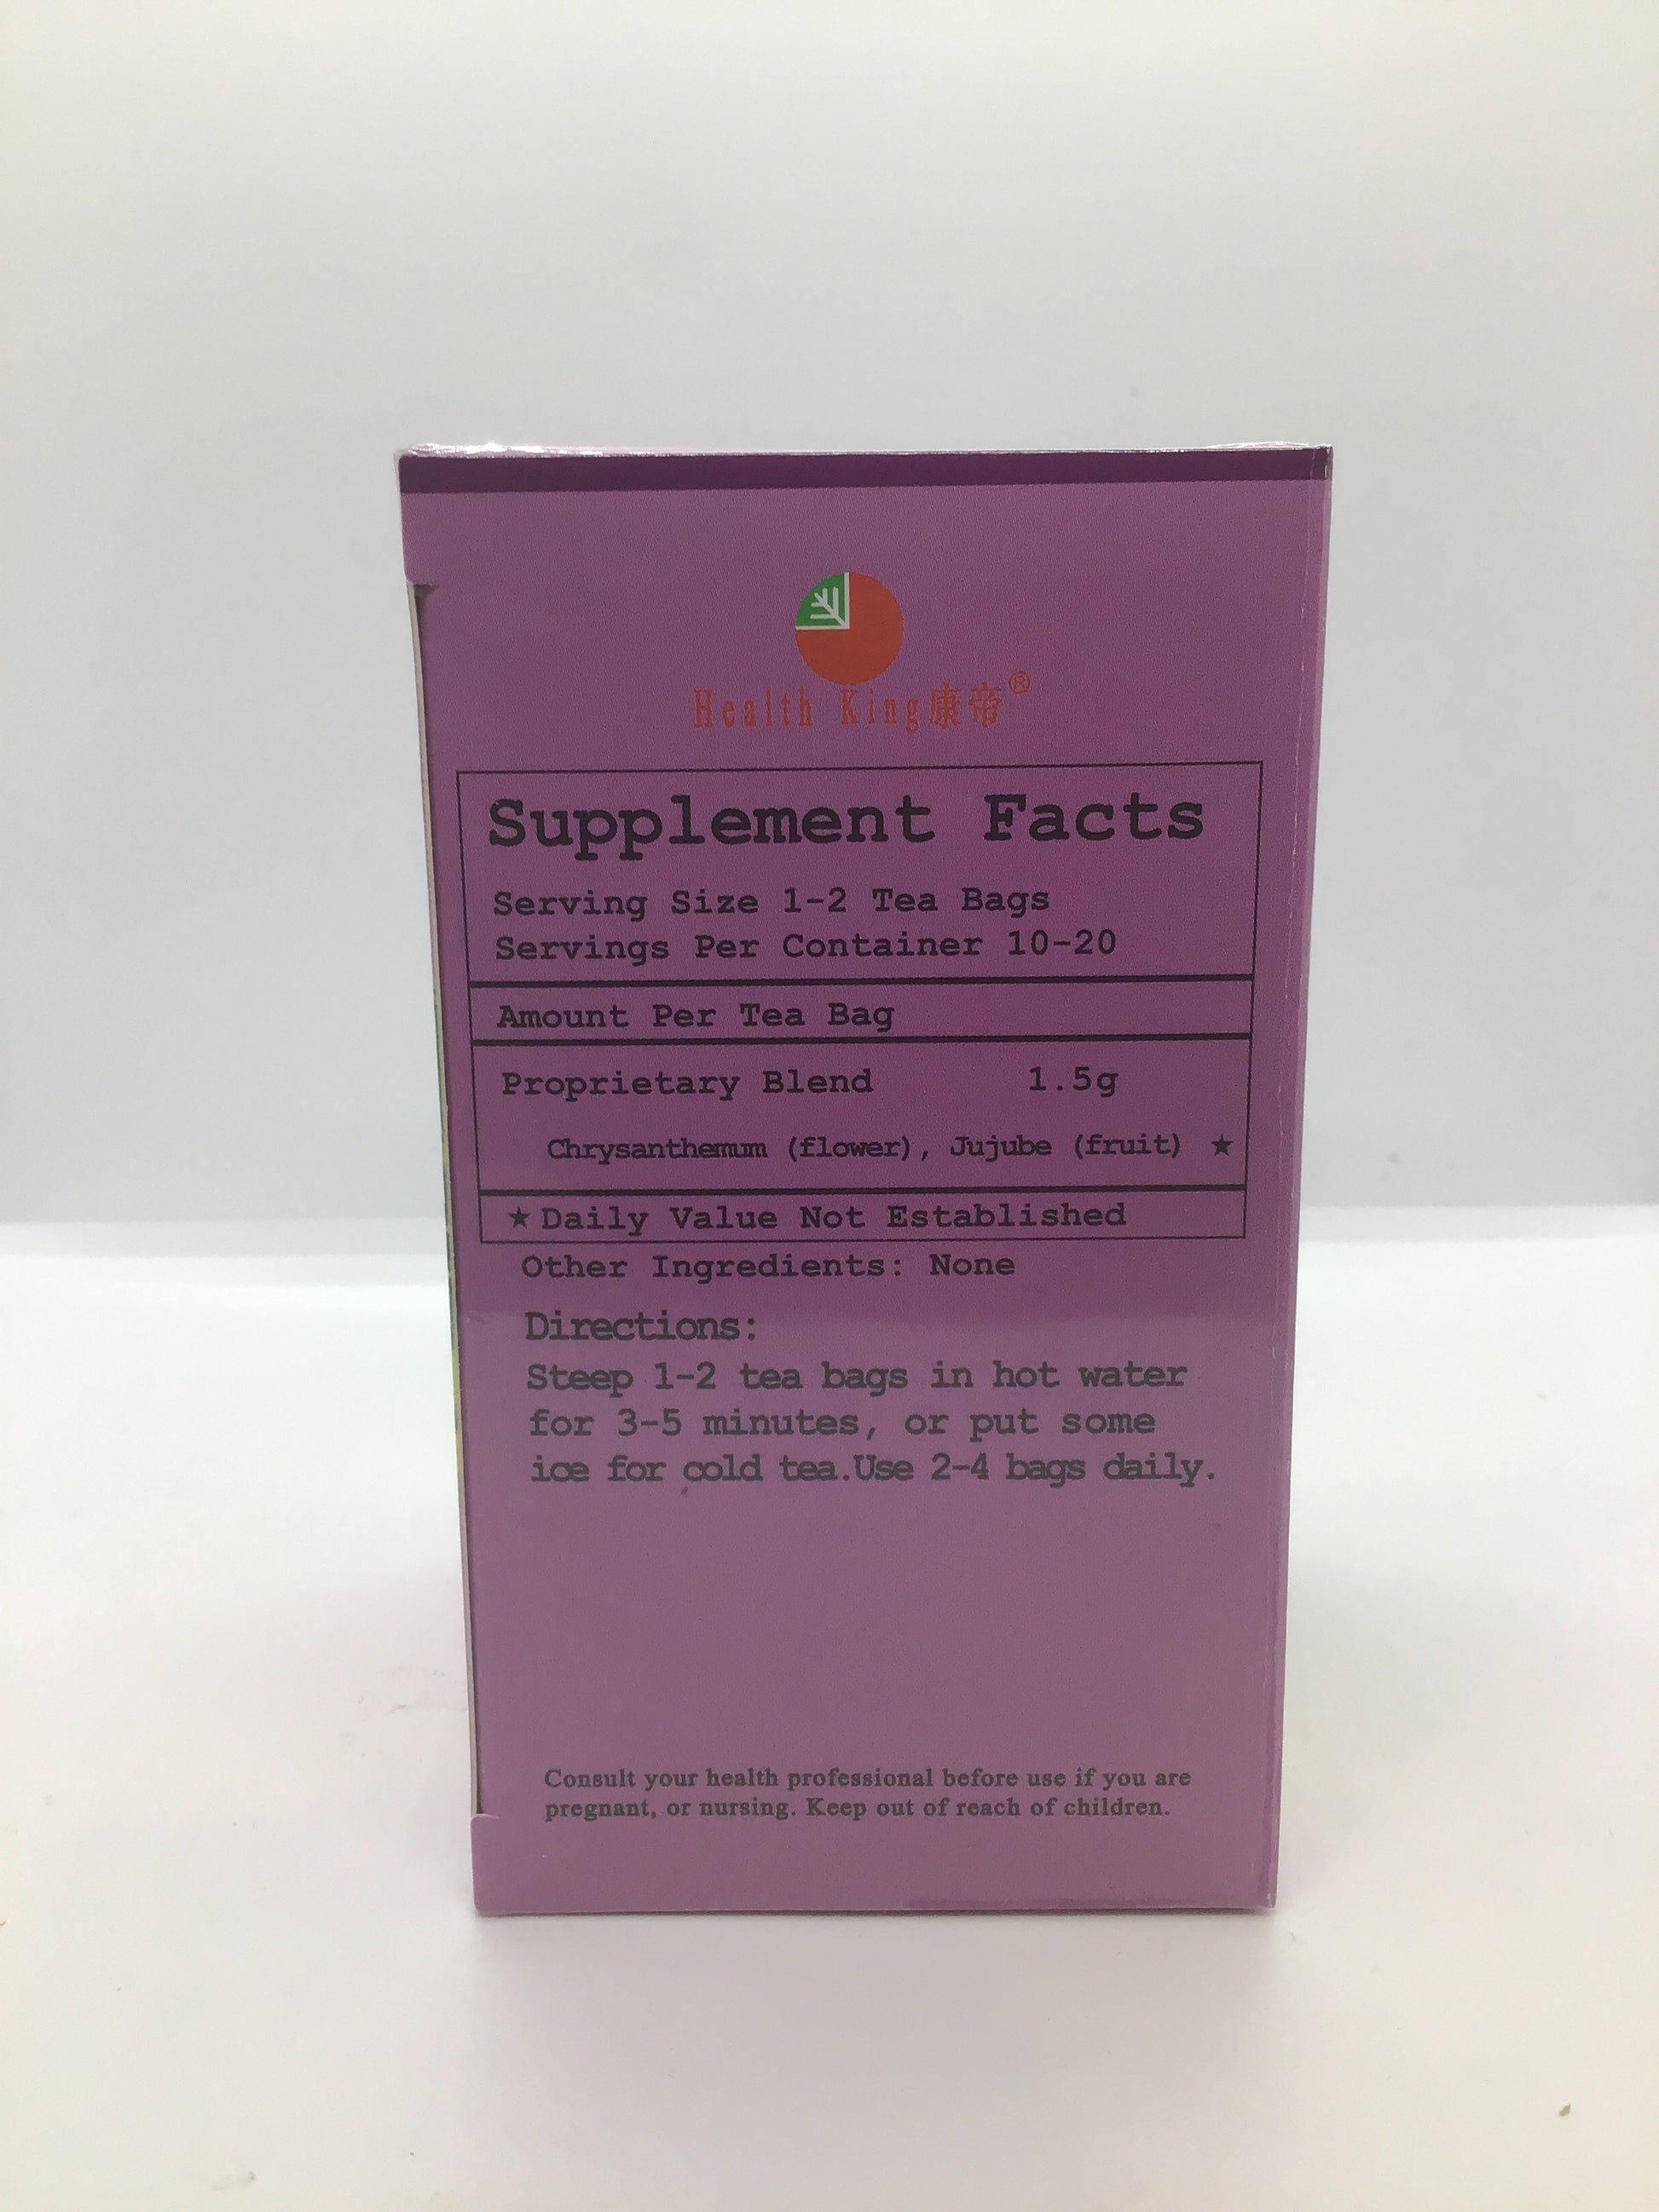 Health King康帝®
Supplement Facts
Serving Size 1-2 Tea Bags
Servings Per Container 10-20
Amount Per Tea Bag
Proprietary Blend 1.5g
Chrysanthemum (flower), Jujube (fruit) ★
★Daily Value Not Established
Other Ingredients: None
Directions:
Steep 1-2 tea bags in hot water
for 3-5 minutes, or put some
ice for cold tea.Use 2-4 bags daily.
Consult your health professional before use if you are
pregnant, or nursing. Keep out of reach of children.